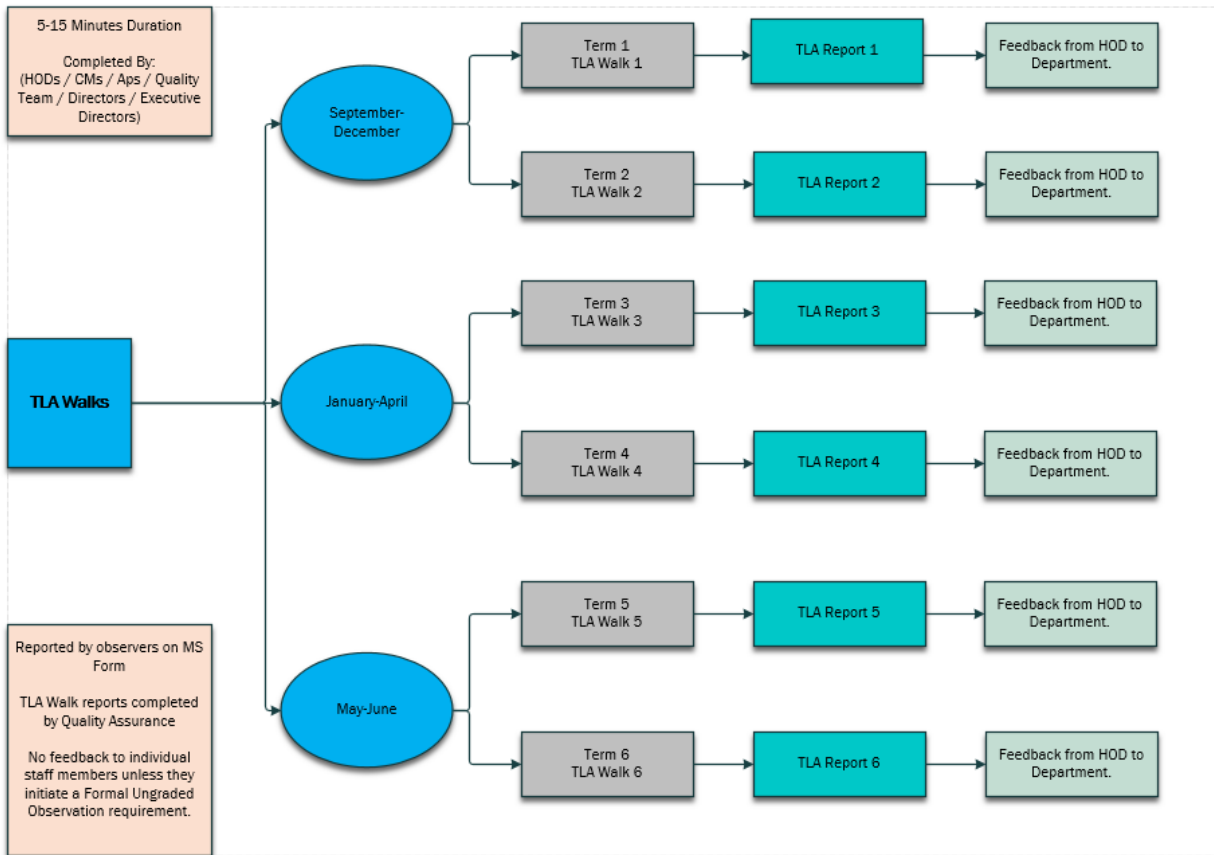 5-15 Minutes Duration
Completed By:
(HODs / CMs / Aps / Quality
Team / Directors / Executive
Directors)
TLA Walks
Reported by observers on MS
Form
TLA Walk reports completed
by Quality Assurance
No feedback to individual
staff members unless they
initiate a Formal Ungraded
Observation requirement.
September-
December
Term 1
TLA Walk 1
TLA Report 1
Feedback from HOD to
Department.
Term 2
TLA Walk 2
TLA Report 2
Feedback from HOD to
Department.
January-April
Term 3
TLA Walk 3
TLA Report 3
Feedback from HOD to
Department.
Term 4
TLA Walk 4
TLA Report 4
Feedback from HOD to
Department.
May-June
Term 5
TLA Walk 5
TLA Report 5
Feedback from HOD to
Department.
Term 6
TLA Walk 6
TLA Report 6
Feedback from HOD to
Department.